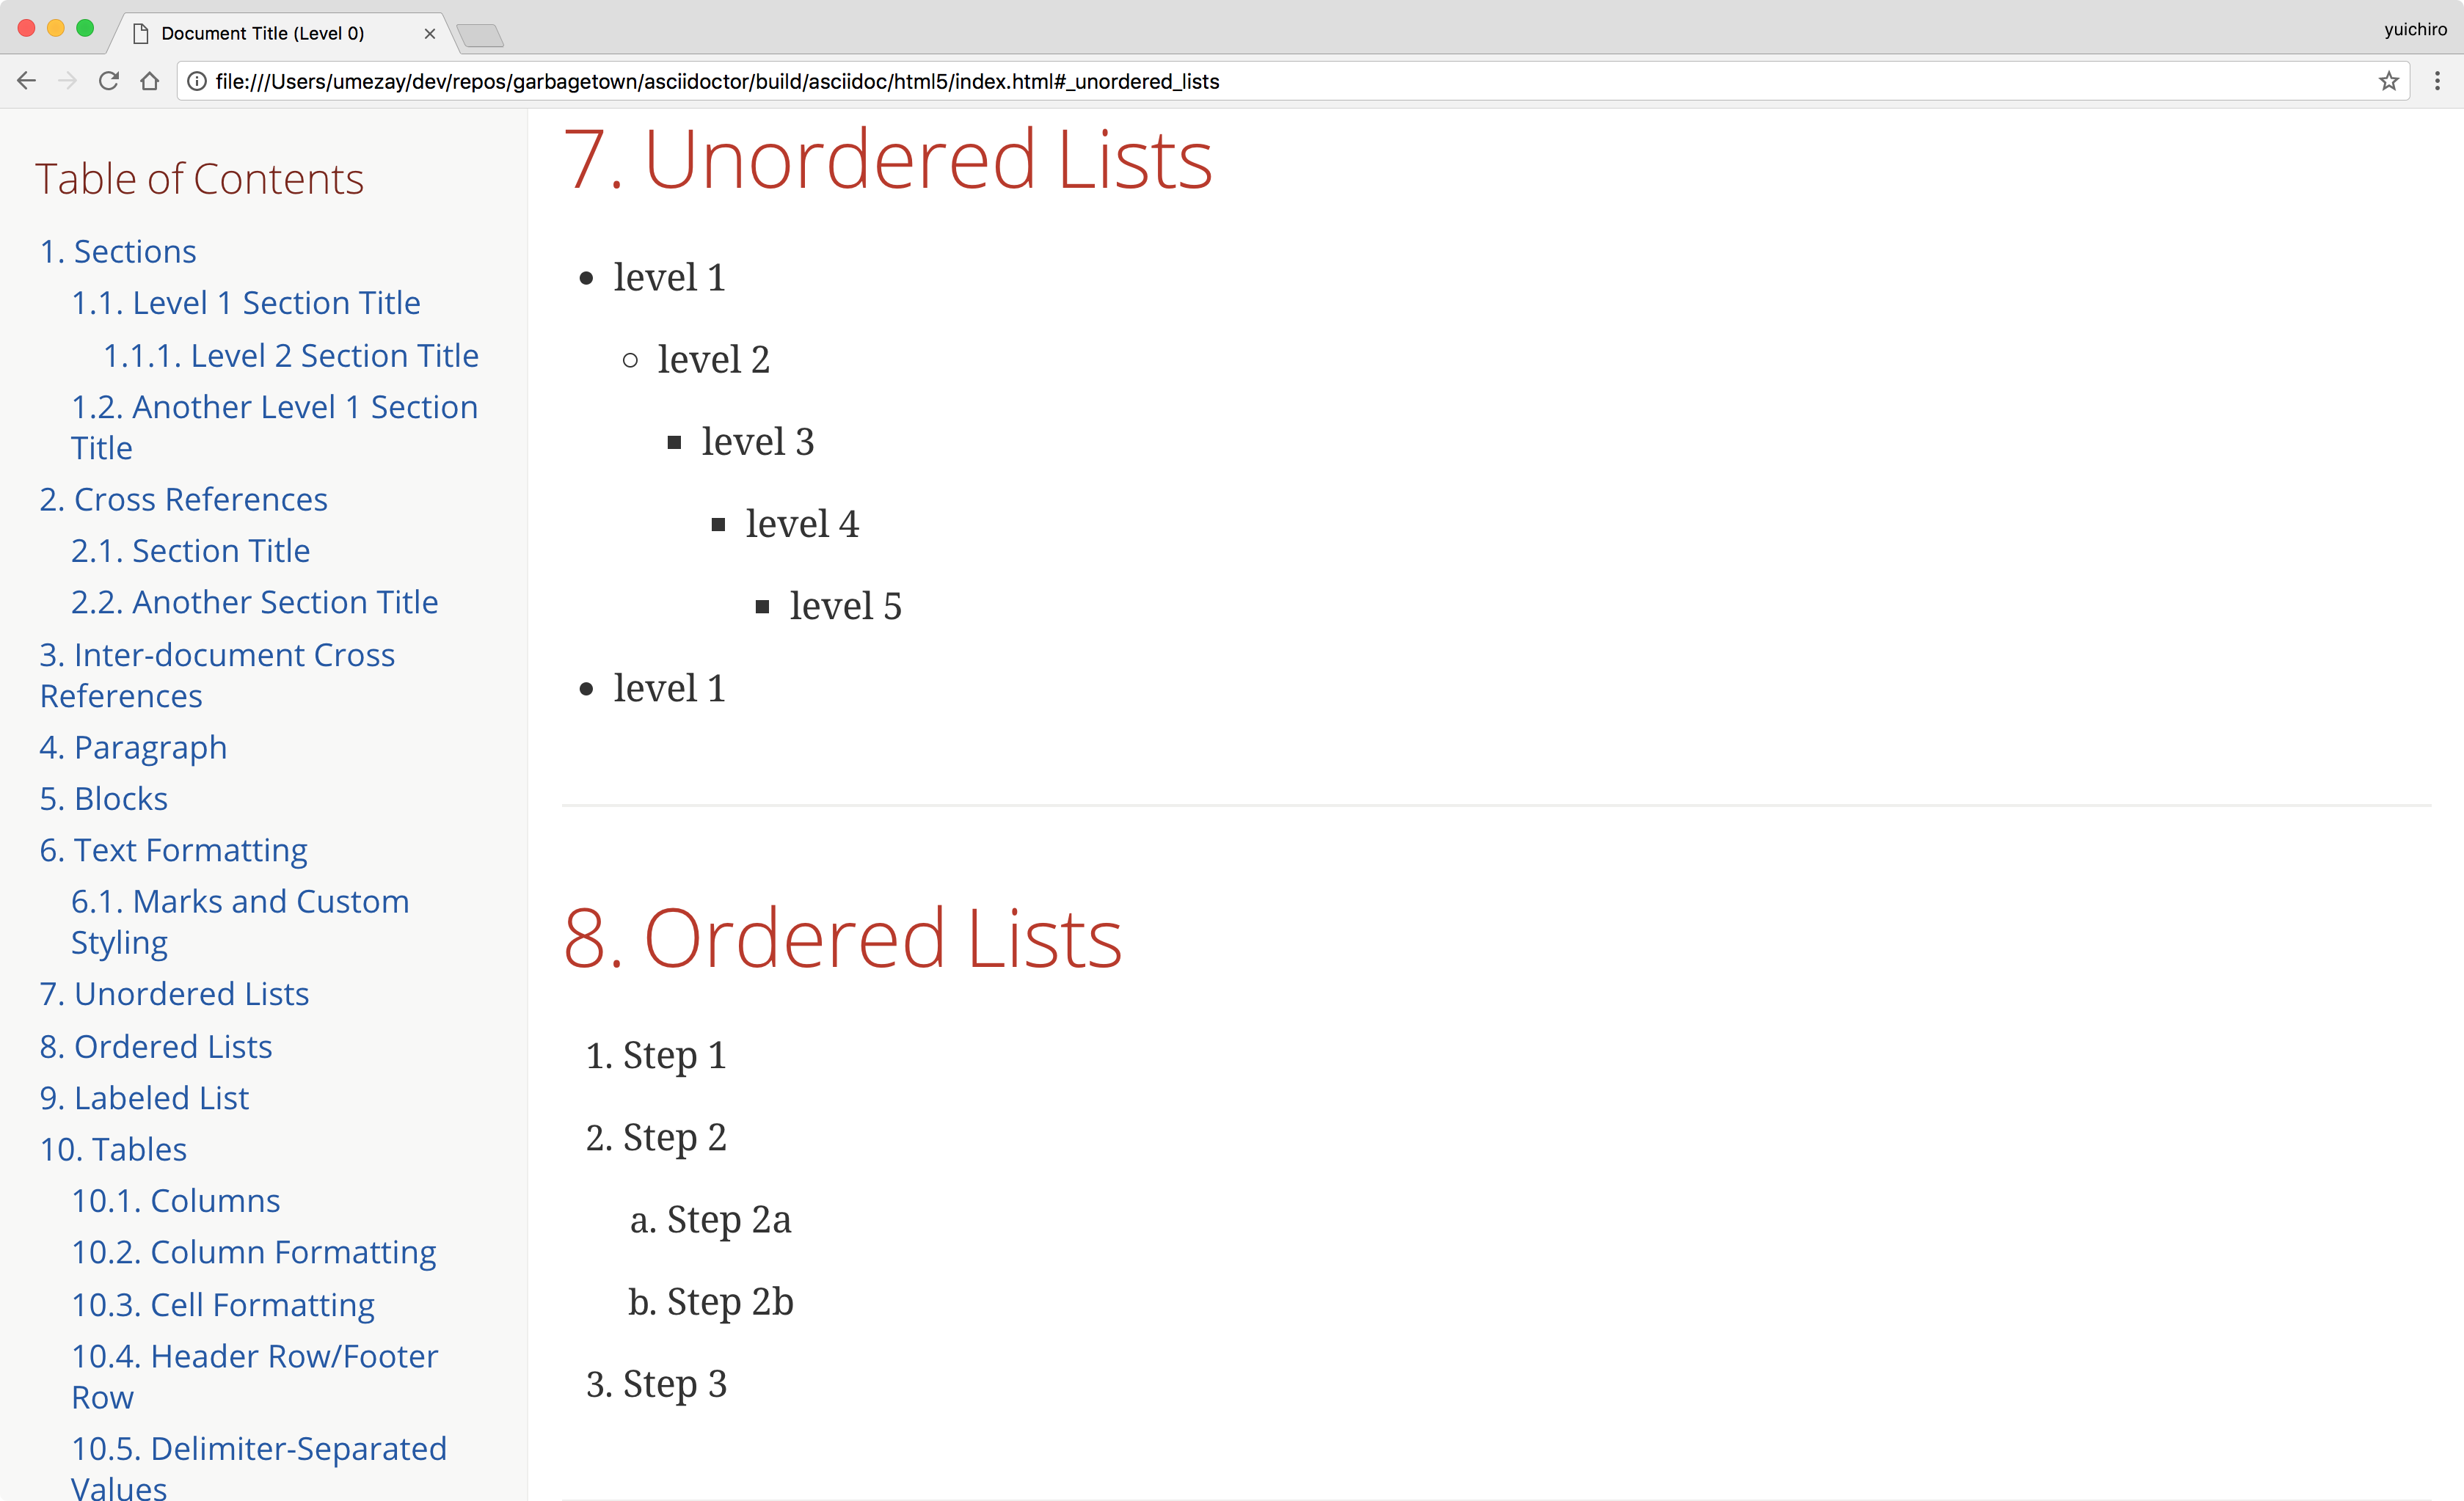 Document Title (Level 0)
yuichiro
file:///Users/umezay/dev/repos/garbagetown/asciidoctor/build/asciidoc/html5/index.html#_unordered_lists
Table of Contents
1. Sections
1.1. Level 1 Section Title
1.1.1. Level 2 Section Title
1.2. Another Level 1 Section
Title
2. Cross References
2.1. Section Title
2.2. Another Section Title
3. Inter-document Cross
References
4. Paragraph
5. Blocks
6. Text Formatting
6.1. Marks and Custom
Styling
7. Unordered Lists
8. Ordered Lists
9. Labeled List
10. Tables
10.1. Columns
10.2. Column Formatting
10.3. Cell Formatting
10.4. Header Row/Footer
Row
10.5. Delimiter-Separated
Values
7. Unordered Lists
• level 1
◦ level 2
▪ level 3
▪ level 4
▪ level 5
• level 1
8. Ordered Lists
1. Step 1
2. Step 2
a. Step 2a
b. Step 2b
3. Step 3